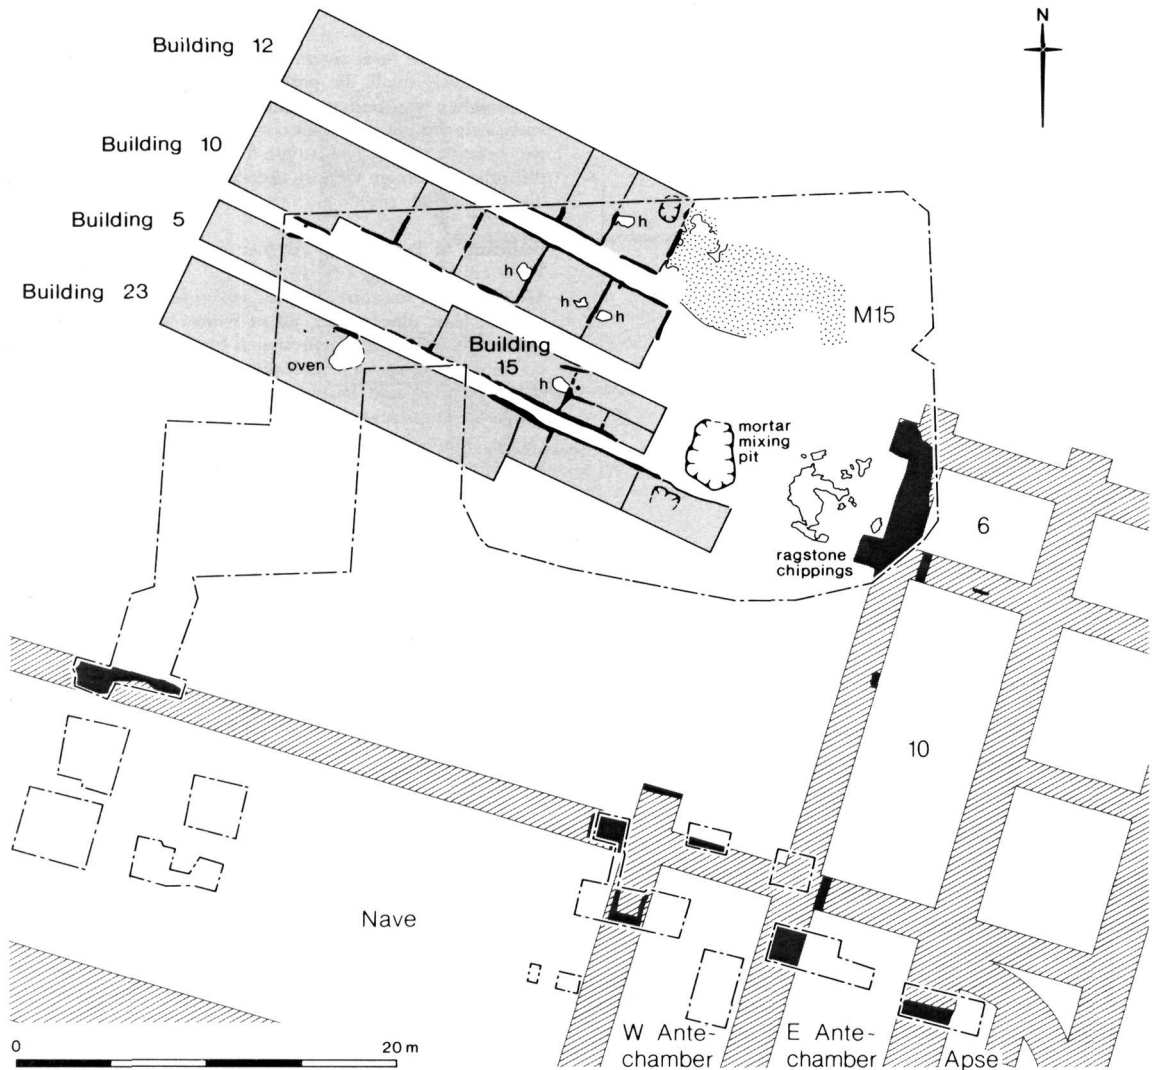 N
Building 12
Building 10
Building 5
Building 23
h
h
h
h
M15
Building
15
oven
h
mortar
mixing
pit
6
ragstone
chippings
10
Nave
W Ante-
chamber
E Ante-
chamber
Apse
0
20 m